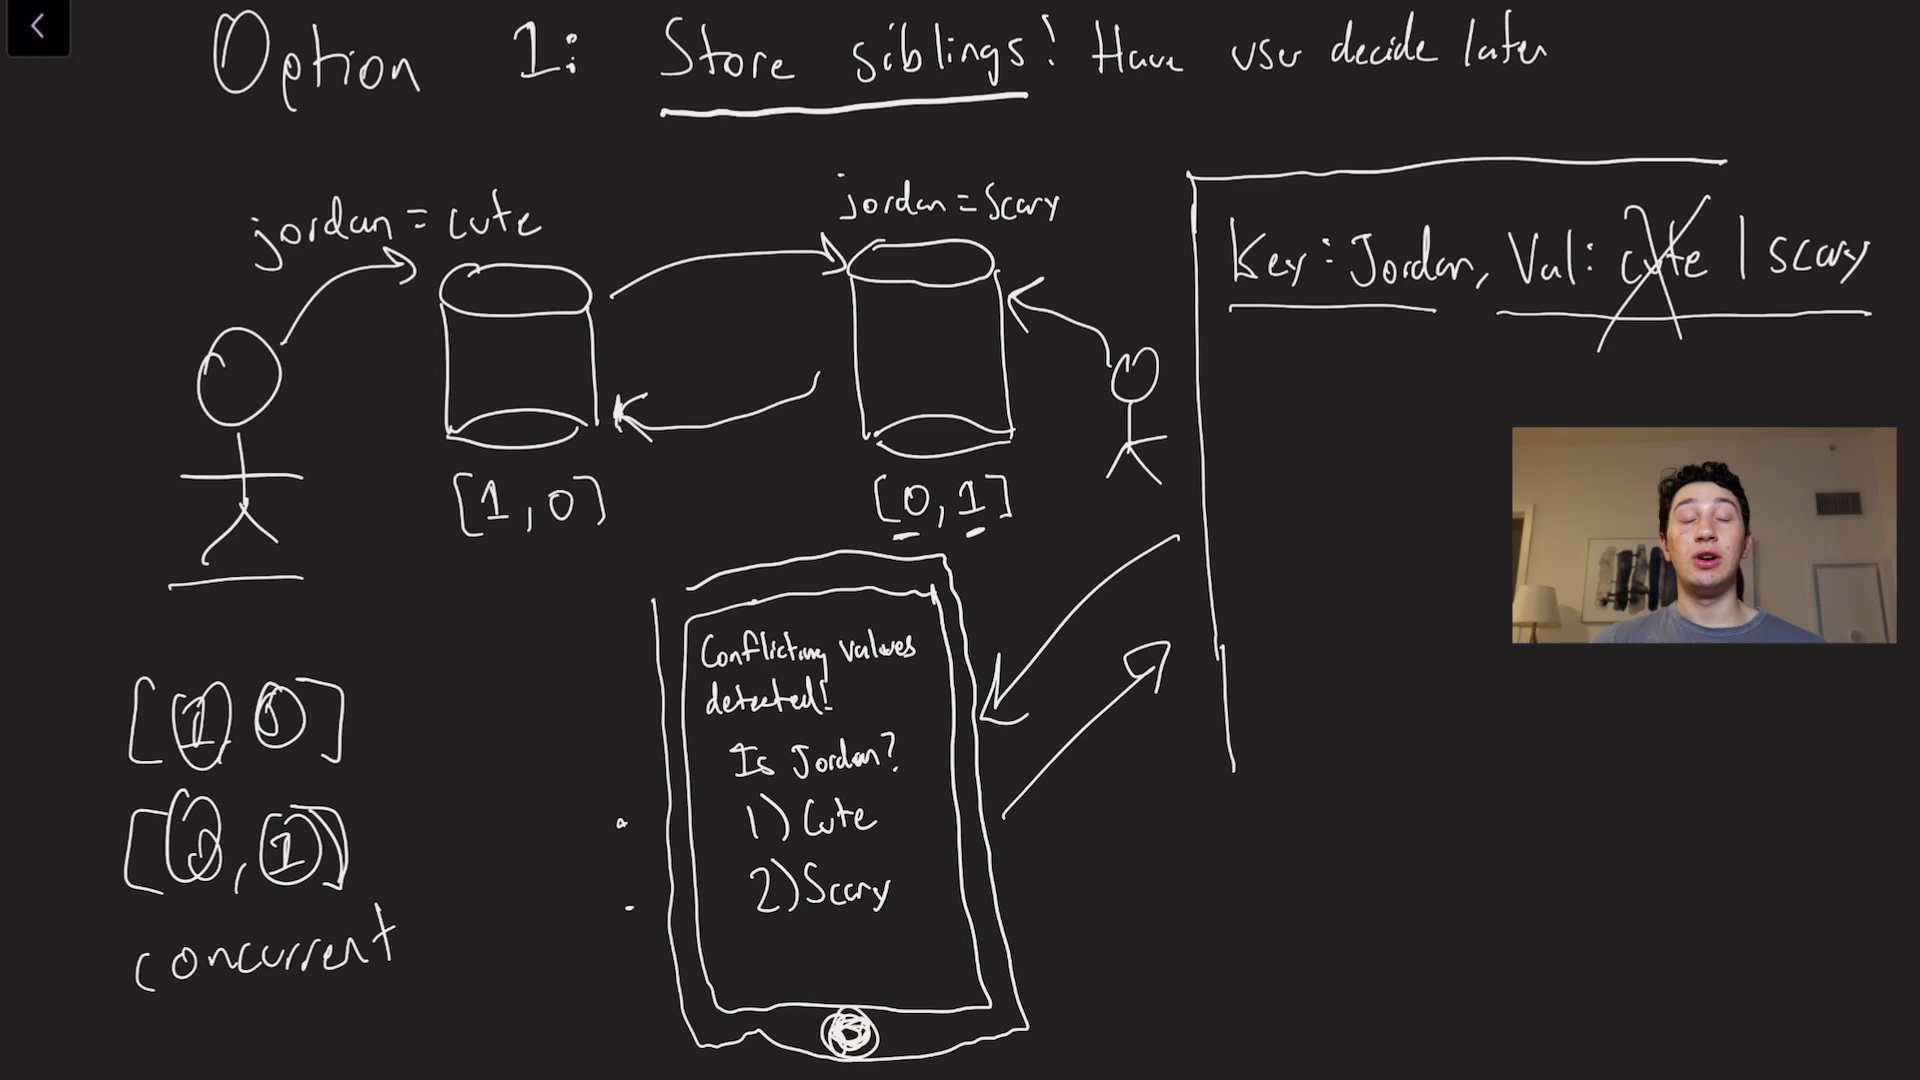 Option 1: Store siblings! Have user decide later
jordan = cute
jordan = scary
Key: Jordan, Val: cute | scary
[1, 0]
[0, 1]
Conflicting values
detected!
Is Jordan?
1) Cute
2) Scary
[1, 0]
[0, 1]
concurrent